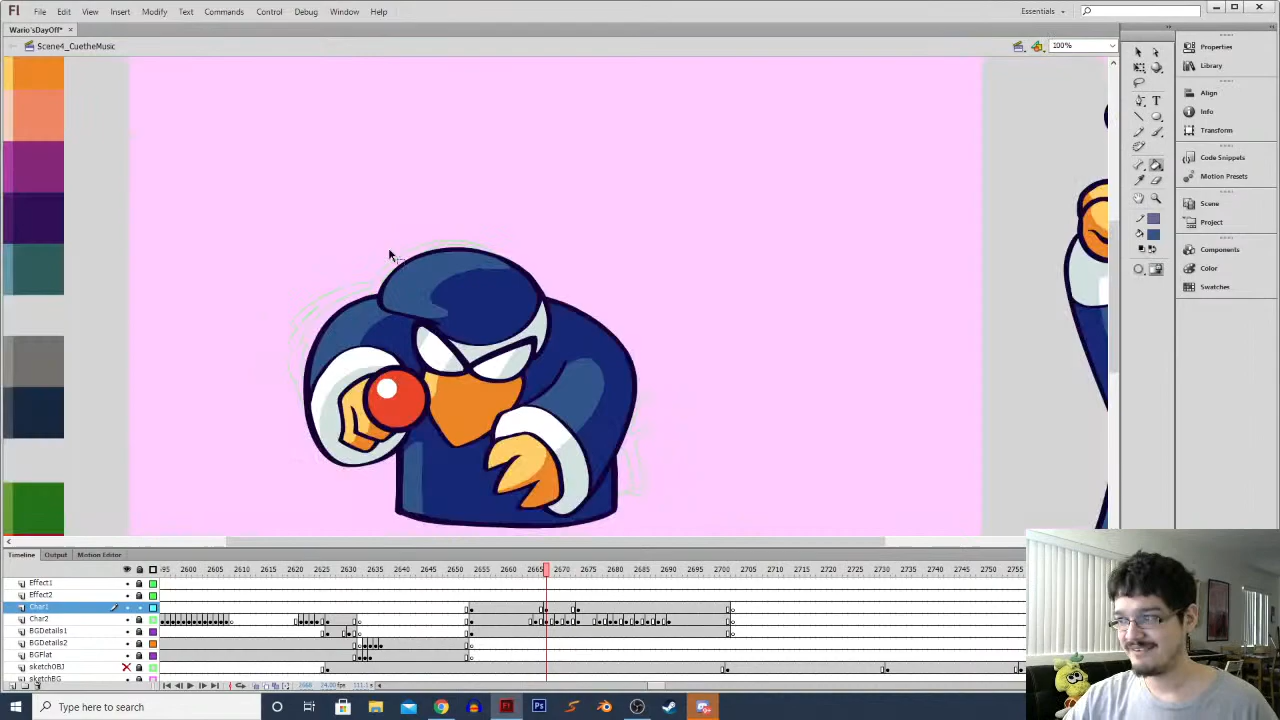 File Edit View Insert Modify Text Commands Control Debug Window Help
Essentials
Wario'sDayOff*
Scene4_CuetheMusic
100%
Properties
Library
Align
Info
Transform
Code Snippets
Motion Presets
Scene
Project
Components
Color
Swatches
Timeline Output Motion Editor
2600 2605 2610 2615 2620 2625 2630 2635 2640 2645 2650 2655 2660 2665 2670 2675 2680 2685 2690 2695 2700 2705 2710 2715 2720 2725 2730 2735 2740 2745 2750 2755
Effect1
Effect2
Char1
Char2
BGDetails1
BGDetails2
BGFlat
sketchOBJ
sketchBG
Type here to search